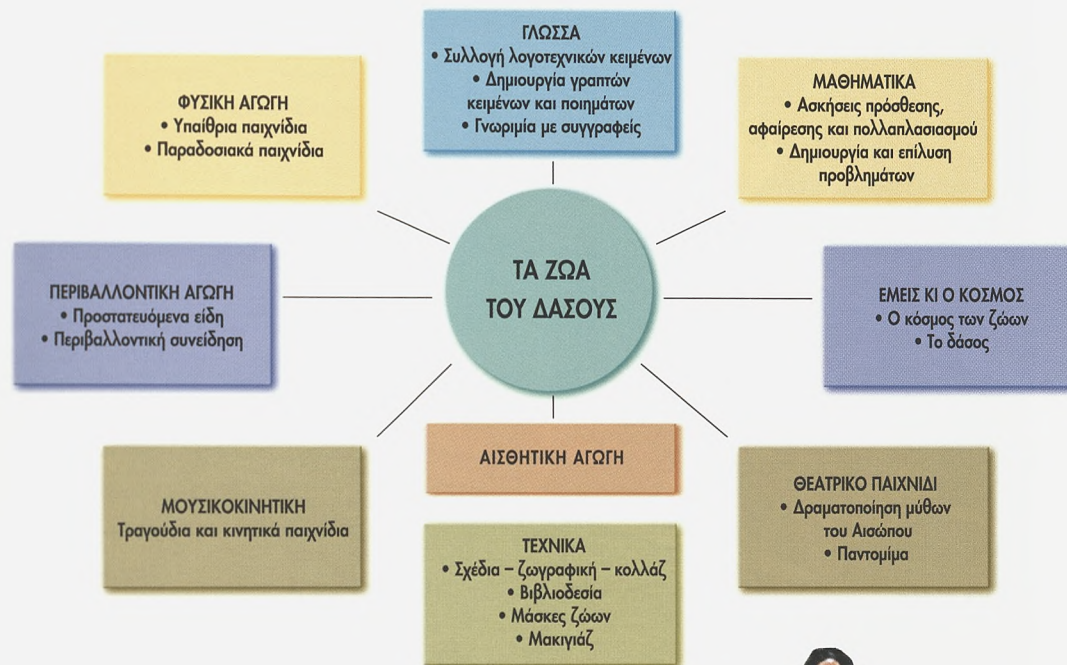 ΓΛΩΣΣΑ
• Συλλογή λογοτεχνικών κειμένων
• Δημιουργία γραπτών
κειμένων και ποιημάτων
• Γνωριμία με συγγραφείς
ΦΥΣΙΚΗ ΑΓΩΓΗ
• Υπαίθρια παιχνίδια
• Παραδοσιακά παιχνίδια
ΜΑΘΗΜΑΤΙΚΑ
• Ασκήσεις πρόσθεσης,
αφαίρεσης και πολλαπλασιασμού
• Δημιουργία και επίλυση
προβλημάτων
ΤΑ ΖΩΑ
ΤΟΥ ΔΑΣΟΥΣ
ΠΕΡΙΒΑΛΛΟΝΤΙΚΗ ΑΓΩΓΗ
• Προστατευόμενα είδη
• Περιβαλλοντική συνείδηση
ΕΜΕΙΣ ΚΙ Ο ΚΟΣΜΟΣ
• Ο κόσμος των ζώων
• Το δάσος
ΜΟΥΣΙΚΟΚΙΝΗΤΙΚΗ
Τραγούδια και κινητικά παιχνίδια
ΑΙΣΘΗΤΙΚΗ ΑΓΩΓΗ
ΘΕΑΤΡΙΚΟ ΠΑΙΧΝΙΔΙ
• Δραματοποίηση μύθων
του Αισώπου
• Παντομίμα
ΤΕΧΝΙΚΑ
• Σχέδια – ζωγραφική – κολλάζ
• Βιβλιοδεσία
• Μάσκες ζώων
• Μακιγιάζ